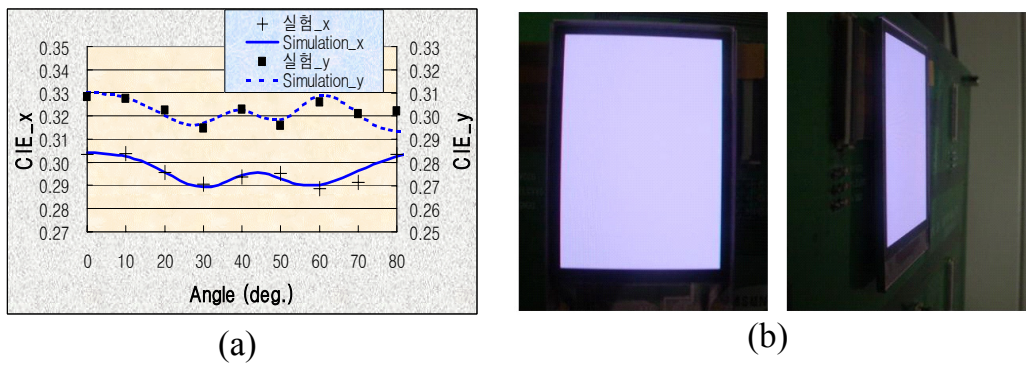 실험_x
Simulation_x
실험_y
Simulation_y
0.35
0.34
0.33
0.32
0.31
0.30
0.29
0.28
0.27
CIE_x
0.33
0.32
0.31
0.30
0.29
0.28
0.27
0.26
0.25
CIE_y
0 10 20 30 40 50 60 70 80
Angle (deg.)
(a)
(b)